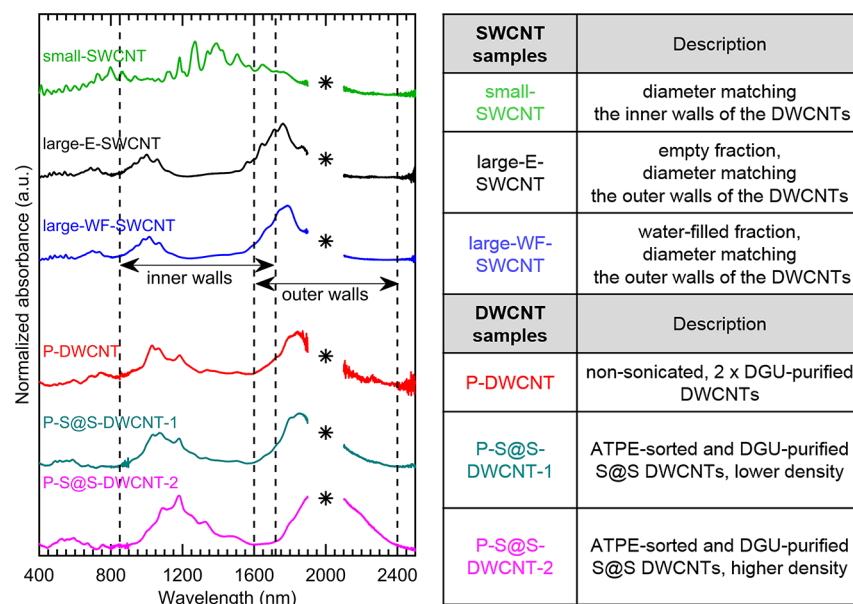 Normalized absorbance (a.u.)
small-SWCNT
large-E-SWCNT
large-WF-SWCNT
inner walls
outer walls
P-DWCNT
P-S@S-DWCNT-1
P-S@S-DWCNT-2
400
800
1200
1600
2000
2400
Wavelength (nm)
SWCNT
samples
Description
small-
SWCNT
diameter matching
the inner walls of the DWCNTs
large-E-
SWCNT
empty fraction,
diameter matching
the outer walls of the DWCNTs
large-WF-
SWCNT
water-filled fraction,
diameter matching
the outer walls of the DWCNTs
DWCNT
samples
Description
P-DWCNT
non-sonicated, 2 x DGU-purified
DWCNTs
P-S@S-
DWCNT-1
ATPE-sorted and DGU-purified
S@S DWCNTs, lower density
P-S@S-
DWCNT-2
ATPE-sorted and DGU-purified
S@S DWCNTs, higher density